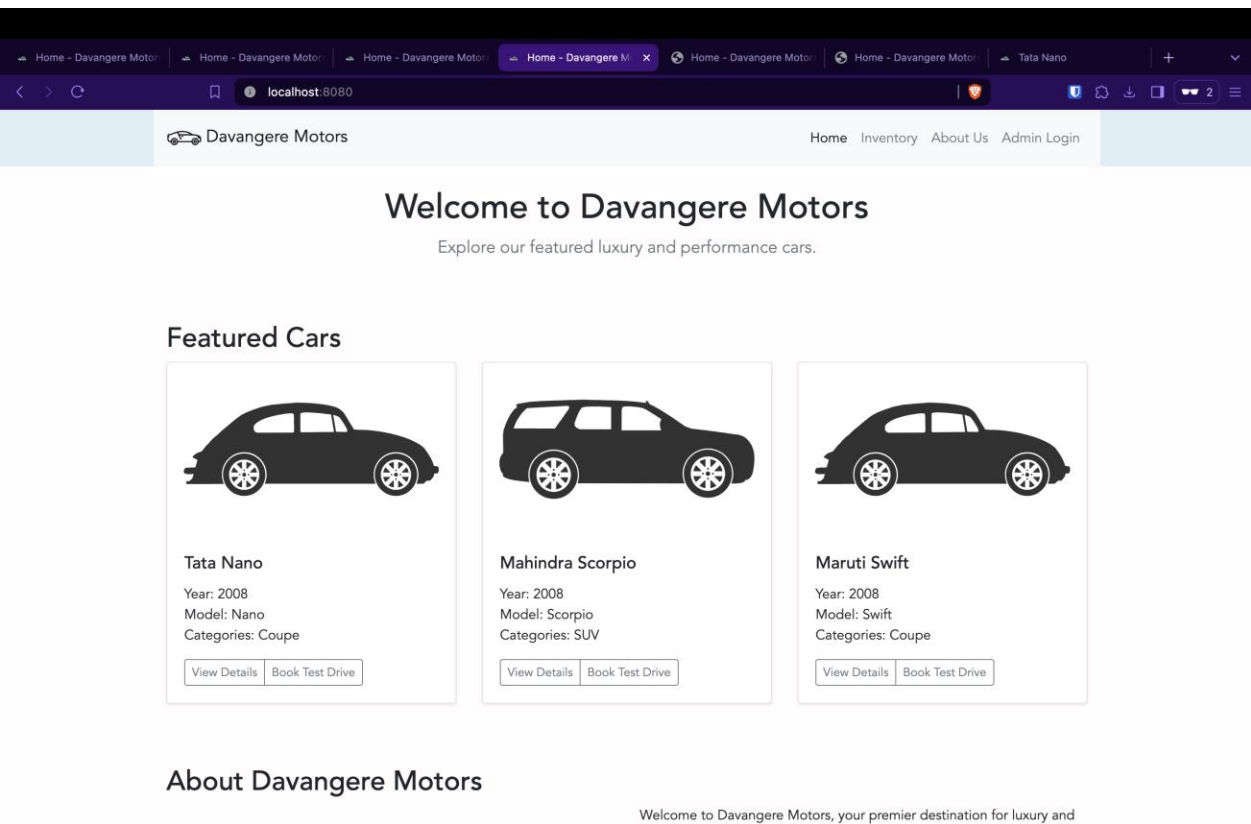 Home - Davangere Motor
Home - Davangere Motor
Home - Davangere Motor
Home - Davangere M
Home - Davangere Motor
Home - Davangere Motor
Tata Nano
localhost:8080
2
Davangere Motors
Home Inventory About Us Admin Login
Welcome to Davangere Motors
Explore our featured luxury and performance cars.
Featured Cars
Tata Nano
Year: 2008
Model: Nano
Categories: Coupe
View Details Book Test Drive
Mahindra Scorpio
Year: 2008
Model: Scorpio
Categories: SUV
View Details Book Test Drive
Maruti Swift
Year: 2008
Model: Swift
Categories: Coupe
View Details Book Test Drive
About Davangere Motors
Welcome to Davangere Motors, your premier destination for luxury and